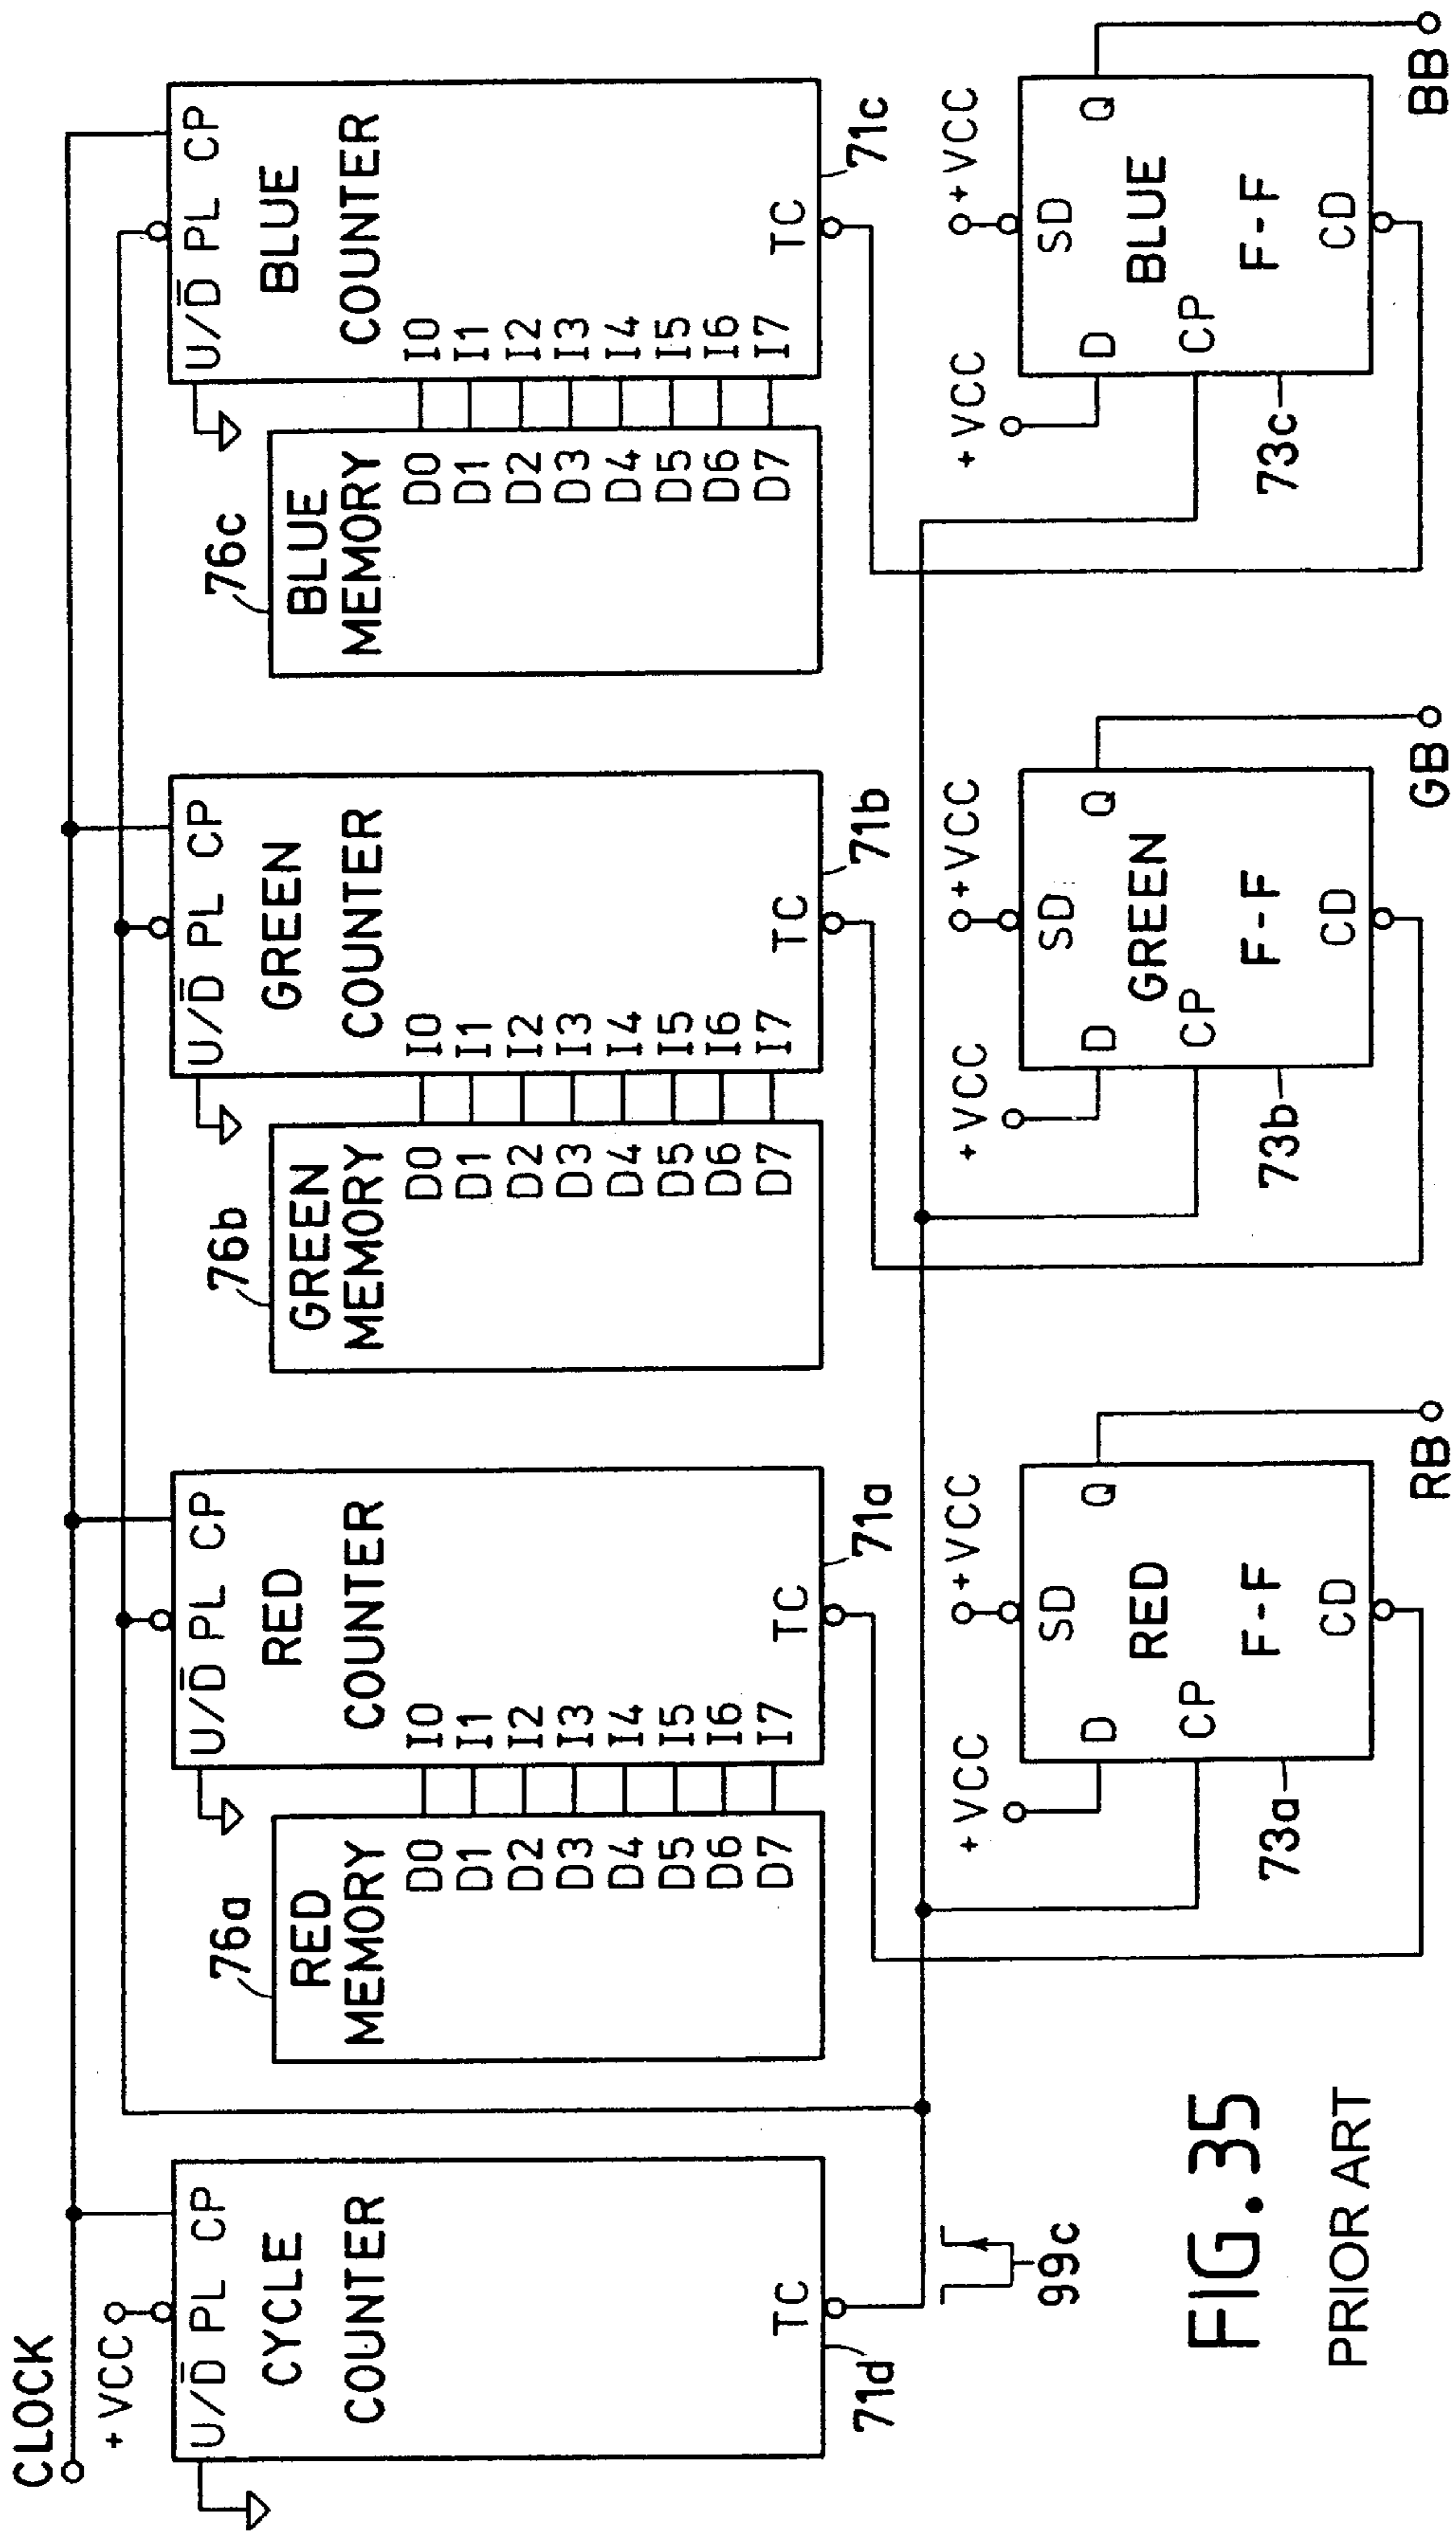 CLOCK
+ VCC
U/D̅ PL CP
CYCLE
COUNTER
TC
71d
99c
76a
RED
MEMORY
D0
D1
D2
D3
D4
D5
D6
D7
U/D̅ PL CP
RED
COUNTER
I0
I1
I2
I3
I4
I5
I6
I7
TC
71a
76b
GREEN
MEMORY
D0
D1
D2
D3
D4
D5
D6
D7
U/D̅ PL CP
GREEN
COUNTER
I0
I1
I2
I3
I4
I5
I6
I7
TC
71b
76c
BLUE
MEMORY
D0
D1
D2
D3
D4
D5
D6
D7
U/D̅ PL CP
BLUE
COUNTER
I0
I1
I2
I3
I4
I5
I6
I7
TC
71c
+ VCC
+VCC
SD
D
Q
RED
CP
F-F
CD
73a
RB
+ VCC
+VCC
SD
D
Q
GREEN
CP
F-F
CD
73b
GB
+ VCC
+VCC
SD
D
Q
BLUE
CP
F-F
CD
73c
BB
FIG. 35
PRIOR ART